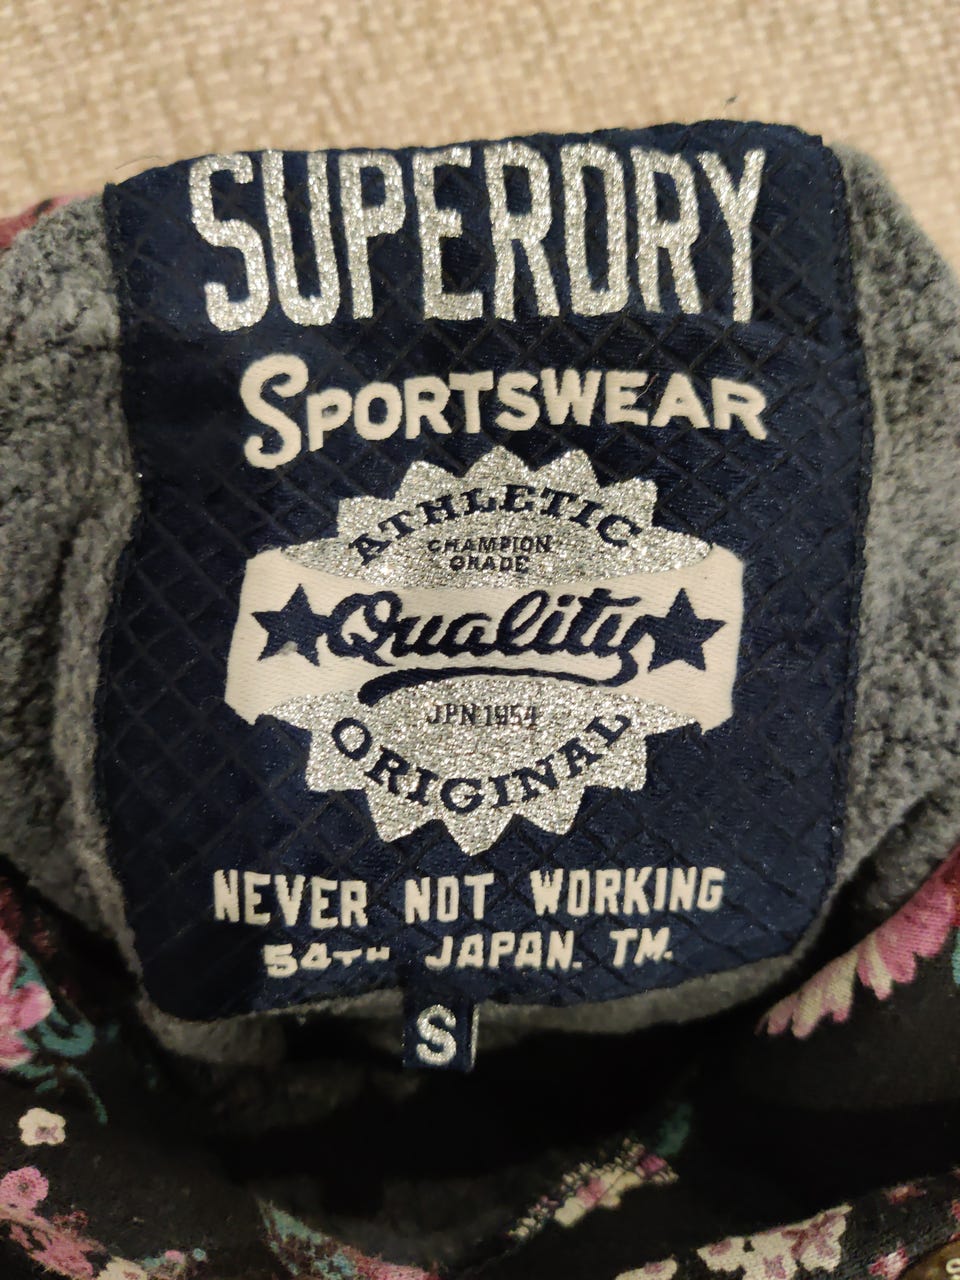 SUPERDRY
SPORTSWEAR
ATHLETIC
CHAMPION
GRADE
Quality
JPN 1954
ORIGINAL
NEVER NOT WORKING
54TH JAPAN. TM.
S